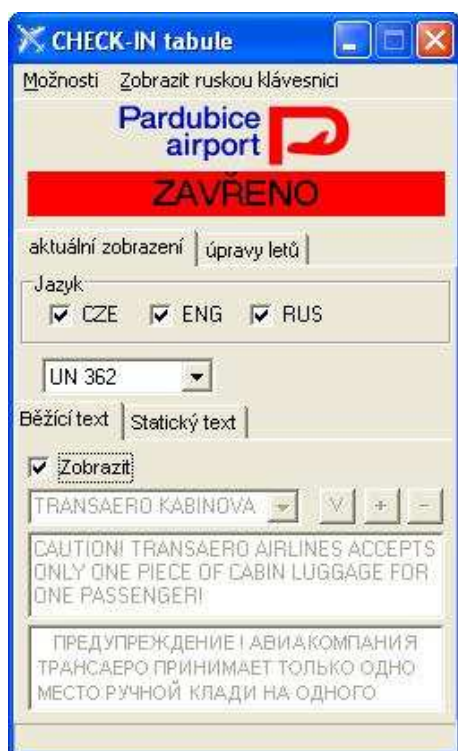 CHECK-IN tabule
Možnosti Zobrazit ruskou klávesnici
Pardubice
airport
ZAVŘENO
aktuální zobrazení úpravy letů
Jazyk
CZE ENG RUS
UN 362
Běžící text Statický text
Zobrazit
TRANSAERO KABINOVA V + -
CAUTION! TRANSAERO AIRLINES ACCEPTS
ONLY ONE PIECE OF CABIN LUGGAGE FOR
ONE PASSENGER!
ПРЕДУПРЕЖДЕНИЕ ! АВИАКОМПАНИЯ
ТРАНСАЕРО ПРИНИМАЕТ ТОЛЬКО ОДНО
МЕСТО РУЧНОЙ КЛАДИ НА ОДНОГО